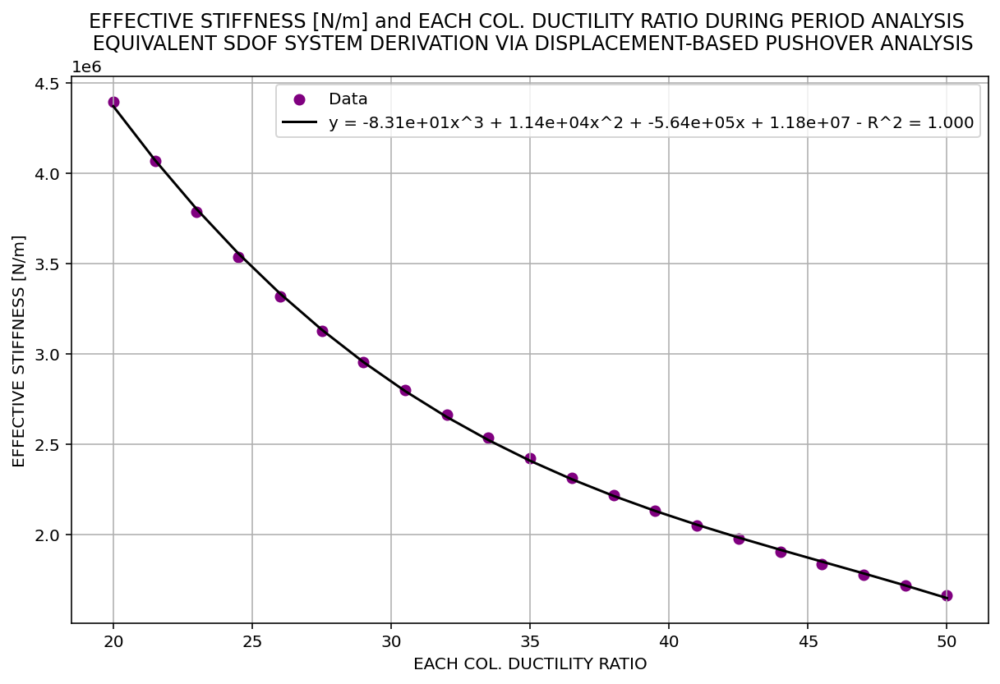 EFFECTIVE STIFFNESS [N/m] and EACH COL. DUCTILITY RATIO DURING PERIOD ANALYSIS
EQUIVALENT SDOF SYSTEM DERIVATION VIA DISPLACEMENT-BASED PUSHOVER ANALYSIS
1e6
Data
y = -8.31e+01x^3 + 1.14e+04x^2 + -5.64e+05x + 1.18e+07 - R^2 = 1.000
4.5
4.0
3.5
3.0
2.5
2.0
EFFECTIVE STIFFNESS [N/m]
20 25 30 35 40 45 50
EACH COL. DUCTILITY RATIO